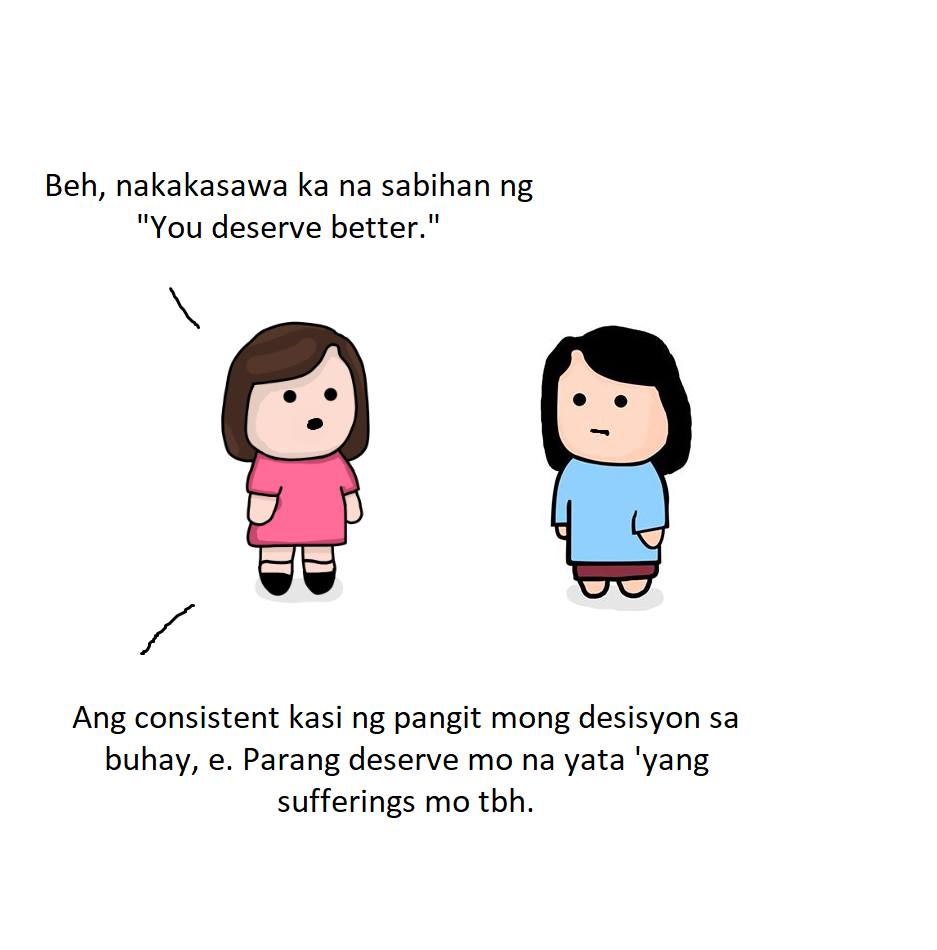 Beh, nakakasawa ka na sabihan ng
"You deserve better."
Ang consistent kasi ng pangit mong desisyon sa
buhay, e. Parang deserve mo na yata 'yang
sufferings mo tbh.